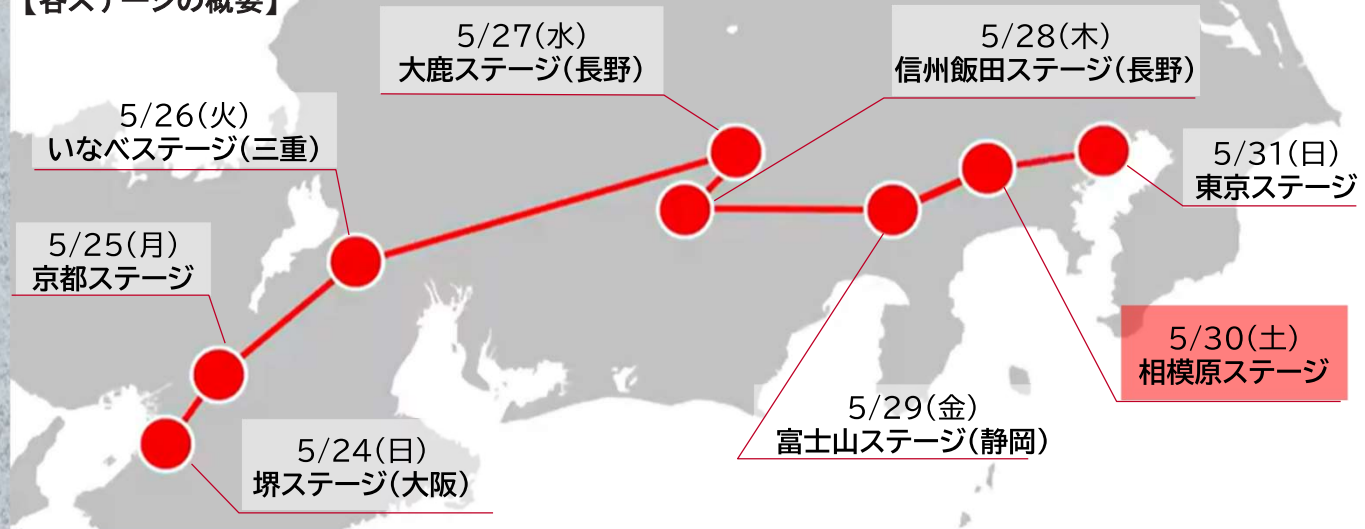 【各ステージの概要】
5/27(水)
大鹿ステージ(長野)
5/28(木)
信州飯田ステージ(長野)
5/26(火)
いなべステージ(三重)
5/31(日)
東京ステージ
5/25(月)
京都ステージ
5/30(土)
相模原ステージ
5/29(金)
富士山ステージ(静岡)
5/24(日)
堺ステージ(大阪)